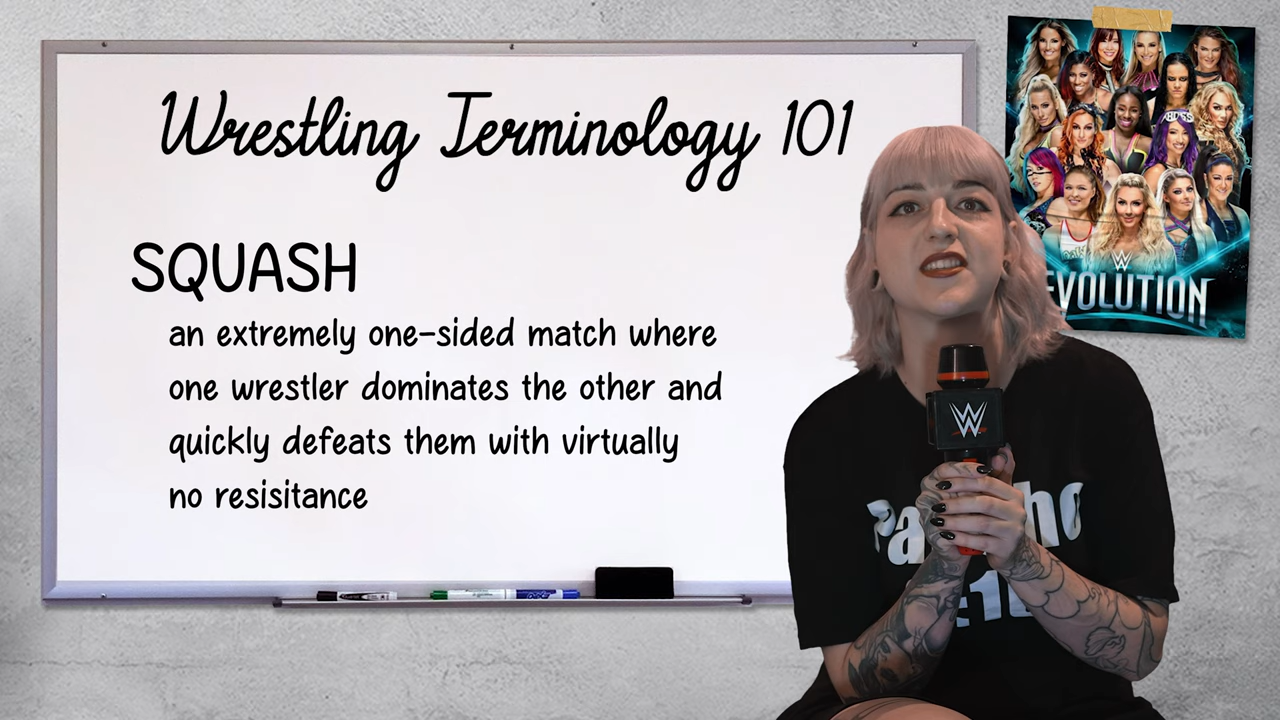 Wrestling Terminology 101
SQUASH
an extremely one-sided match where
one wrestler dominates the other and
quickly defeats them with virtually
no resisitance
W
EVOLUTION
W